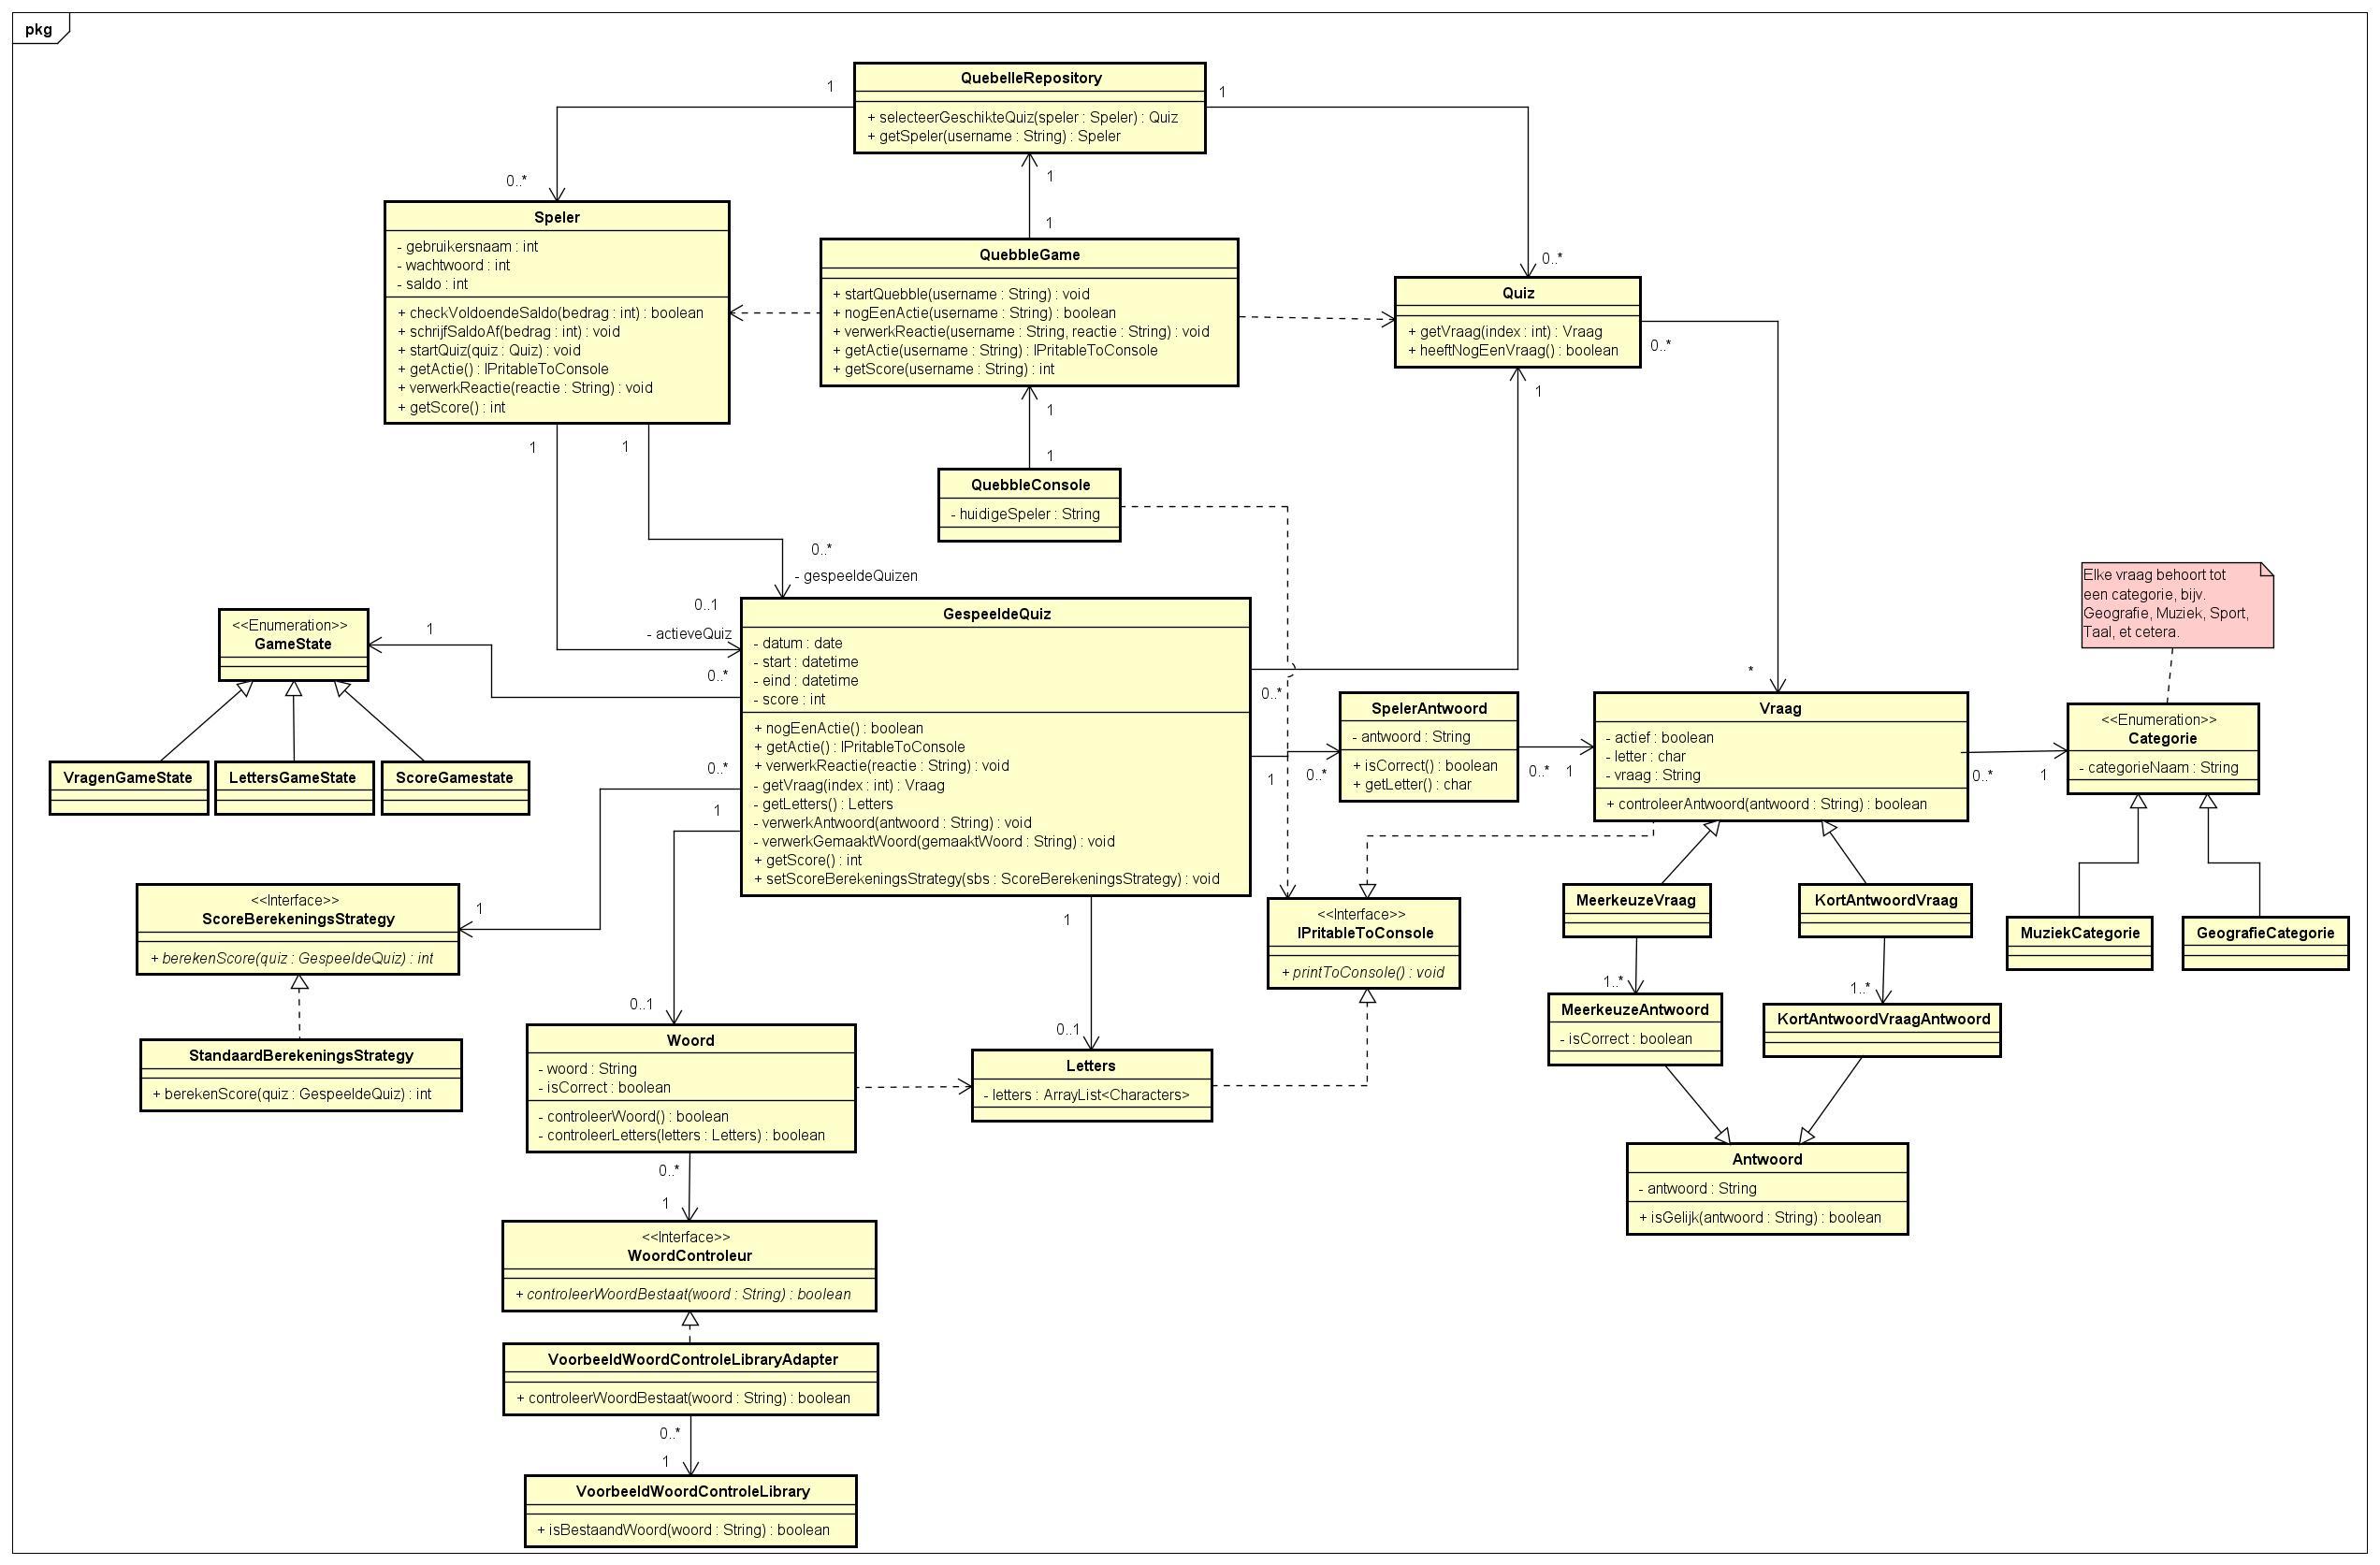 pkg
QuebelleRepository
+ selecteerGeschikteQuiz(speler : Speler) : Quiz
+ getSpeler(username : String) : Speler
1
1
0..*
1
1
0..*
Speler
- gebruikersnaam : int
- wachtwoord : int
- saldo : int
+ checkVoldoendeSaldo(bedrag : int) : boolean
+ schrijfSaldoAf(bedrag : int) : void
+ startQuiz(quiz : Quiz) : void
+ getActie() : IPritableToConsole
+ verwerkReactie(reactie : String) : void
+ getScore() : int
QuebbleGame
+ startQuebble(username : String) : void
+ nogEenActie(username : String) : boolean
+ verwerkReactie(username : String, reactie : String) : void
+ getActie(username : String) : IPritableToConsole
+ getScore(username : String) : int
Quiz
+ getVraag(index : int) : Vraag
+ heeftNogEenVraag() : boolean
0..*
1
1
1
1
1
QuebbleConsole
- huidigeSpeler : String
0..*
- gespeeldeQuizen
0..1
- actieveQuiz
Elke vraag behoort tot
een categorie, bijv.
Geografie, Muziek, Sport,
Taal, et cetera.
<<Enumeration>>
GameState
1
0..*
VragenGameState
LettersGameState
ScoreGamestate
GespeeldeQuiz
- datum : date
- start : datetime
- eind : datetime
- score : int
+ nogEenActie() : boolean
+ getActie() : IPritableToConsole
+ verwerkReactie(reactie : String) : void
- getVraag(index : int) : Vraag
- getLetters() : Letters
- verwerkAntwoord(antwoord : String) : void
- verwerkGemaaktWoord(gemaaktWoord : String) : void
+ getScore() : int
+ setScoreBerekeningsStrategy(sbs : ScoreBerekeningsStrategy) : void
0..*
1
0..*
SpelerAntwoord
- antwoord : String
+ isCorrect() : boolean
+ getLetter() : char
0..*
1
*
Vraag
- actief : boolean
- letter : char
- vraag : String
+ controleerAntwoord(antwoord : String) : boolean
0..*
1
<<Enumeration>>
Categorie
- categorieNaam : String
0..*
1
1
<<Interface>>
ScoreBerekeningsStrategy
+ berekenScore(quiz : GespeeldeQuiz) : int
1
<<Interface>>
IPritableToConsole
+ printToConsole() : void
MeerkeuzeVraag
KortAntwoordVraag
MuziekCategorie
GeografieCategorie
1..*
1..*
0..1
0..1
StandaardBerekeningsStrategy
+ berekenScore(quiz : GespeeldeQuiz) : int
Woord
- woord : String
- isCorrect : boolean
- controleerWoord() : boolean
- controleerLetters(letters : Letters) : boolean
Letters
- letters : ArrayList<Characters>
MeerkeuzeAntwoord
- isCorrect : boolean
KortAntwoordVraagAntwoord
Antwoord
- antwoord : String
+ isGelijk(antwoord : String) : boolean
0..*
1
<<Interface>>
WoordControleur
+ controleerWoordBestaat(woord : String) : boolean
VoorbeeldWoordControleLibraryAdapter
+ controleerWoordBestaat(woord : String) : boolean
0..*
1
VoorbeeldWoordControleLibrary
+ isBestaandWoord(woord : String) : boolean